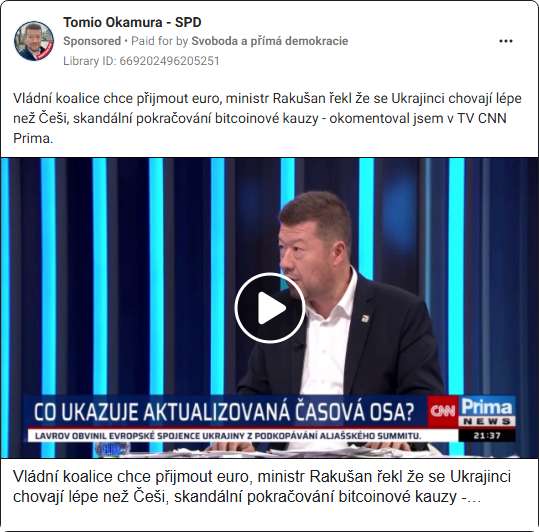 Tomio Okamura - SPD
Sponsored • Paid for by Svoboda a přímá demokracie
Library ID: 669202496205251
Vládní koalice chce přijmout euro, ministr Rakušan řekl že se Ukrajinci chovají lépe
než Češi, skandální pokračování bitcoinové kauzy - okomentoval jsem v TV CNN
Prima.
CO UKAZUJE AKTUALIZOVANÁ ČASOVÁ OSA?
CNN Prima
NEWS
LAVROV OBVINIL EVROPSKÉ SPOJENCE UKRAJINY Z PODKOPÁVÁNÍ ALJAŠSKÉHO SUMMITU.
21:37
Vládní koalice chce přijmout euro, ministr Rakušan řekl že se Ukrajinci
chovají lépe než Češi, skandální pokračování bitcoinové kauzy -...